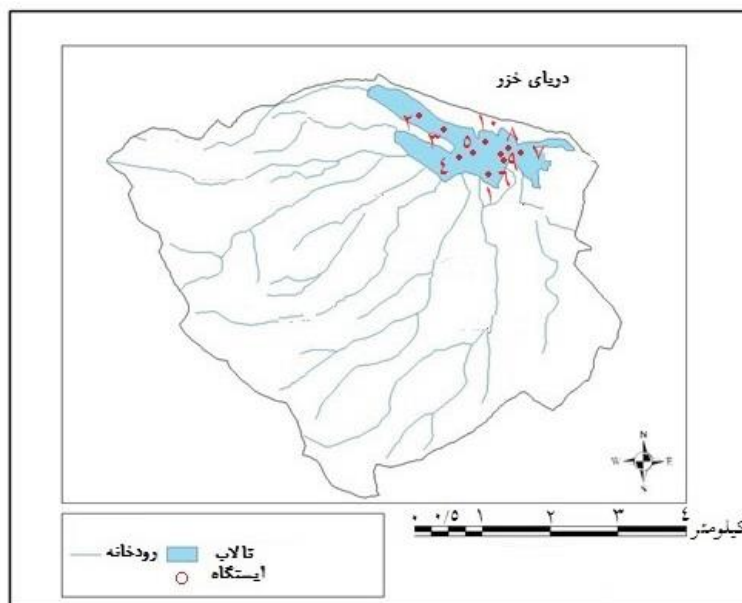 دریای خزر
۱۰
۲
۳
۵
۸
۷
۹
۴
۶
۱
N
W E
۰ ۰/۵ ۱ ۲ ۳ ۴
کیلومتر
رودخانه
تالاب
ایستگاه